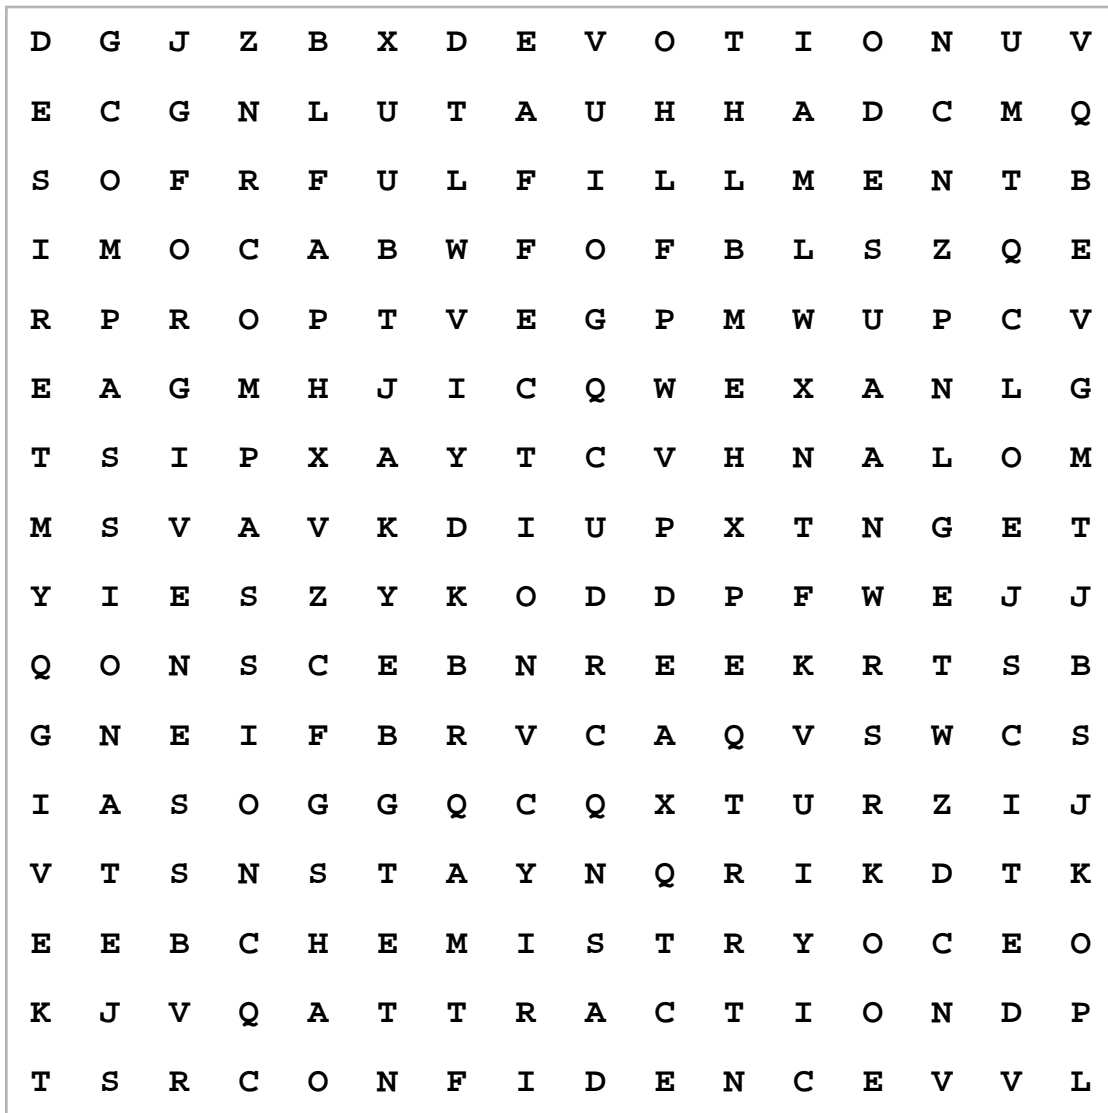 D G J Z B X D E V O T I O N U V
E C G N L U T A U H H A D C M Q
S O F R F U L F I L L M E N T B
I M O C A B W F O F B L S Z Q E
R P R O P T V E G P M W U P C V
E A G M H J I C Q W E X A N L G
T S I P X A Y T C V H N A L O M
M S V A V K D I U P X T N G E T
Y I E S Z Y K O D D P F W E J J
Q O N S C E B N R E E K R T S B
G N E I F B R V C A Q V S W C S
I A S O G G Q C Q X T U R Z I J
V T S N S T A Y N Q R I K D T K
E E B C H E M I S T R Y O C E O
K J V Q A T T R A C T I O N D P
T S R C O N F I D E N C E V V L